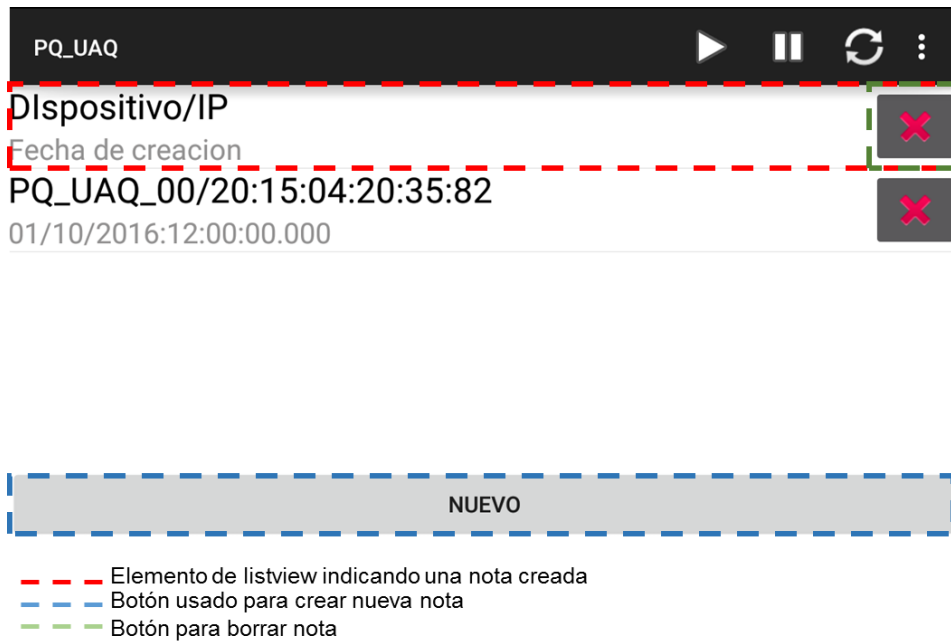 PQ_UAQ
DIspositivo/IP
Fecha de creacion
PQ_UAQ_00/20:15:04:20:35:82
01/10/2016:12:00:00.000
NUEVO
Elemento de listview indicando una nota creada
Botón usado para crear nueva nota
Botón para borrar nota